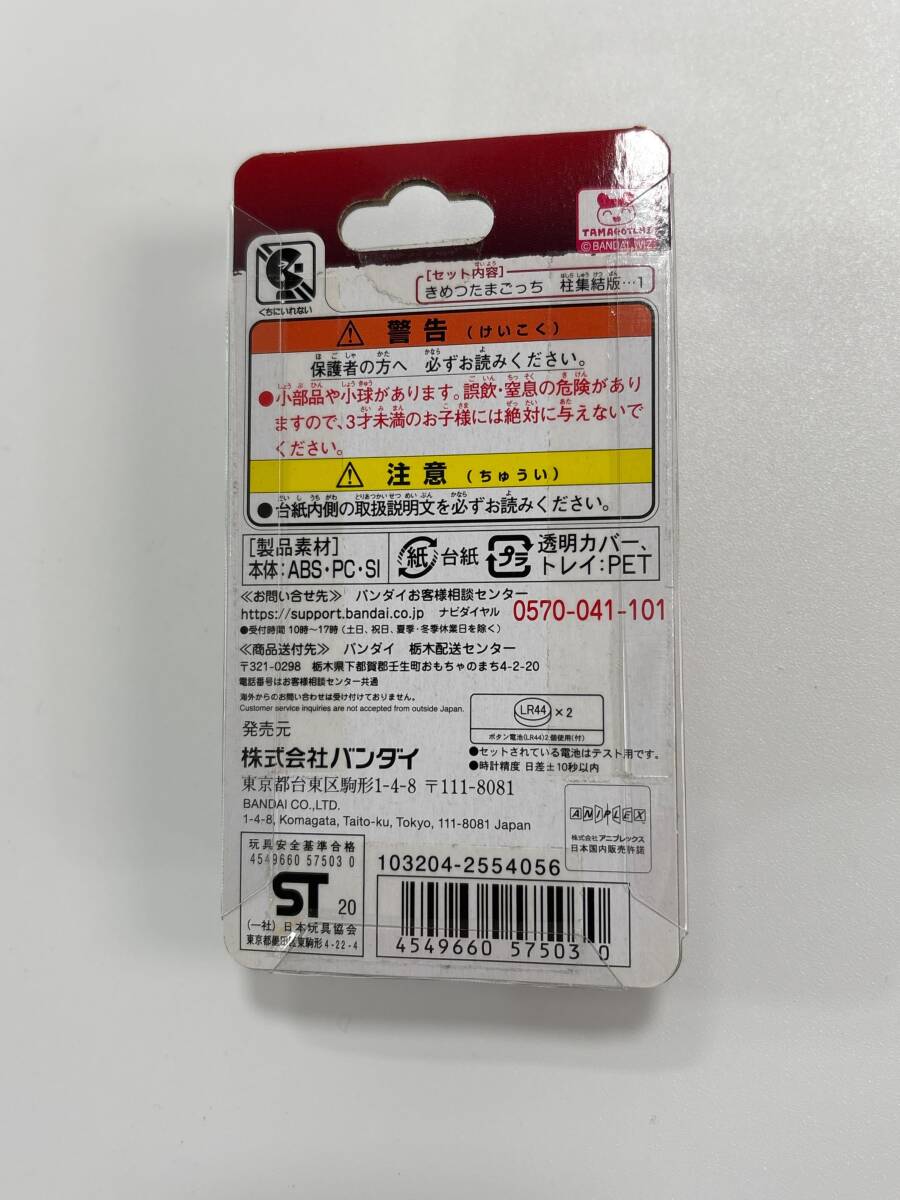 TAMAGOTCHI
©BANDAI, WiZ
くちにいれない
[セット内容]
きめつたまごっち 柱集結版…1
警告 (けいこく)
保護者の方へ 必ずお読みください。
●小部品や小球があります。誤飲・窒息の危険があり
ますので、3才未満のお子様には絶対に与えないで
ください。
注意 (ちゅうい)
●台紙内側の取扱説明文を必ずお読みください。
[製品素材]
本体:ABS・PC・SI
紙 台紙
プラ 透明カバー、
トレイ:PET
≪お問い合せ先≫ バンダイお客様相談センター
https://support.bandai.co.jp ナビダイヤル 0570-041-101
●受付時間 10時〜17時 (土日、祝日、夏季・冬季休業日を除く)
≪商品送付先≫ バンダイ 栃木配送センター
〒321-0298 栃木県下都賀郡壬生町おもちゃのまち4-2-20
電話番号はお客様相談センター共通
海外からのお問い合わせは受け付けておりません。
Customer service inquiries are not accepted from outside Japan.
LR44 ×2
ボタン電池(LR44)2個使用(付)
●セットされている電池はテスト用です。
●時計精度 日差±10秒以内
発売元
株式会社バンダイ
東京都台東区駒形1-4-8 〒111-8081
BANDAI CO.,LTD.
1-4-8, Komagata, Taito-ku, Tokyo, 111-8081 Japan
ANIPLEX
株式会社アニプレックス
日本国内販売許諾
玩具安全基準合格
4549660 57503 0
ST 20
(一社)日本玩具協会
東京都墨田区東駒形4-22-4
103204-2554056
4549660 575030